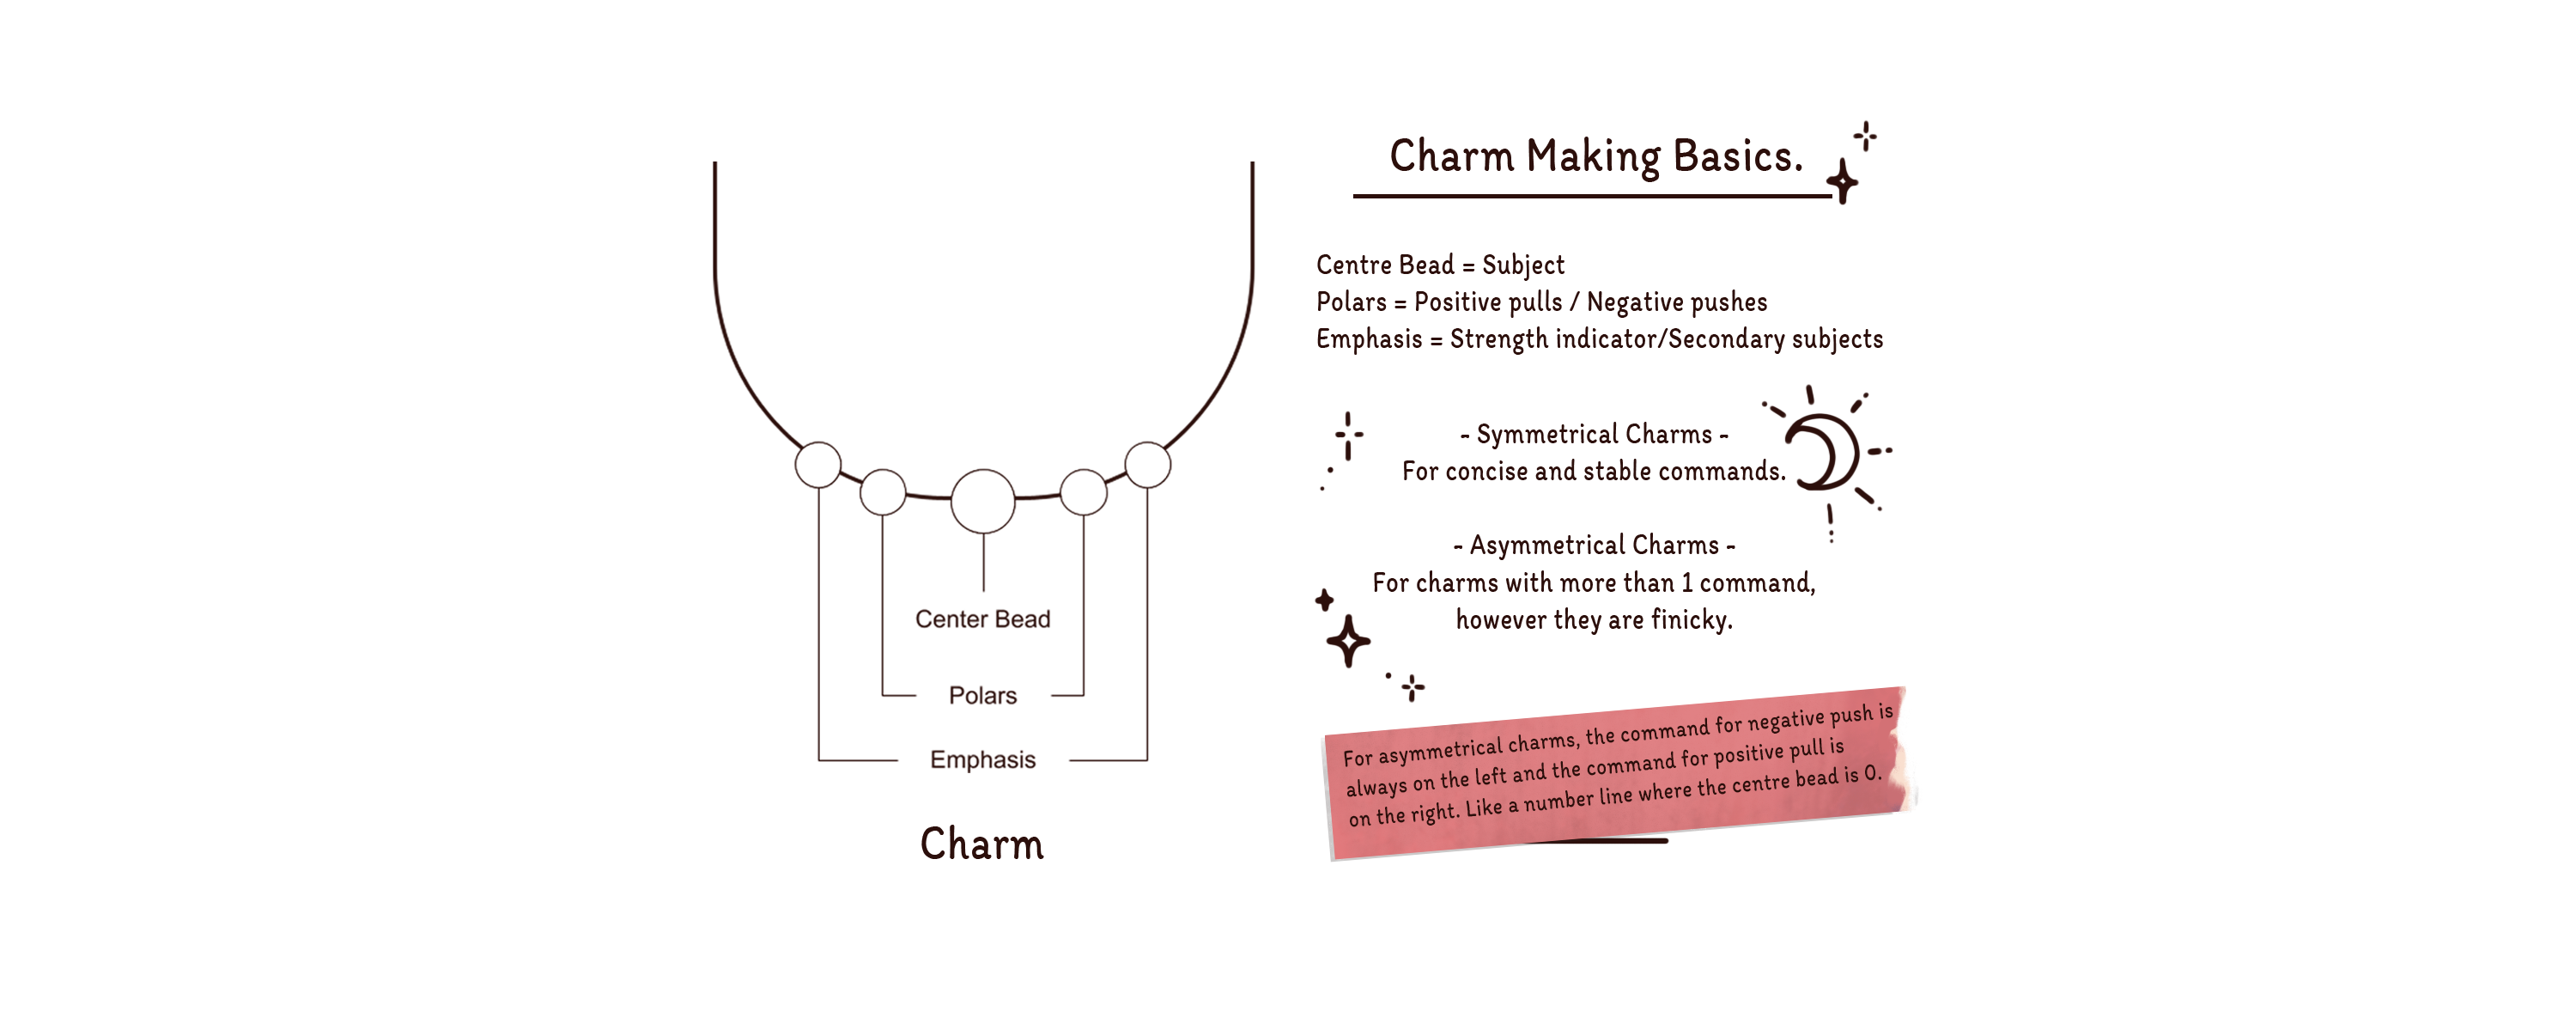 Center Bead
Polars
Emphasis
Charm
Charm Making Basics.
Centre Bead = Subject
Polars = Positive pulls / Negative pushes
Emphasis = Strength indicator/Secondary subjects
- Symmetrical Charms -
For concise and stable commands.
- Asymmetrical Charms -
For charms with more than 1 command,
however they are finicky.
For asymmetrical charms, the command for negative push is
always on the left and the command for positive pull is
on the right. Like a number line where the centre bead is 0.